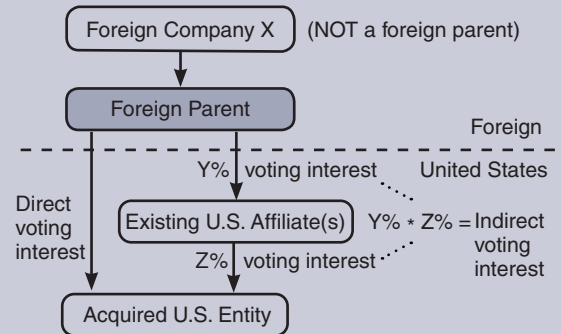 Foreign Company X (NOT a foreign parent)
Foreign Parent
Foreign
United States
Y% voting interest
Direct
voting
interest
Existing U.S. Affiliate(s)
Y% * Z% = Indirect
voting
interest
Z% voting interest
Acquired U.S. Entity